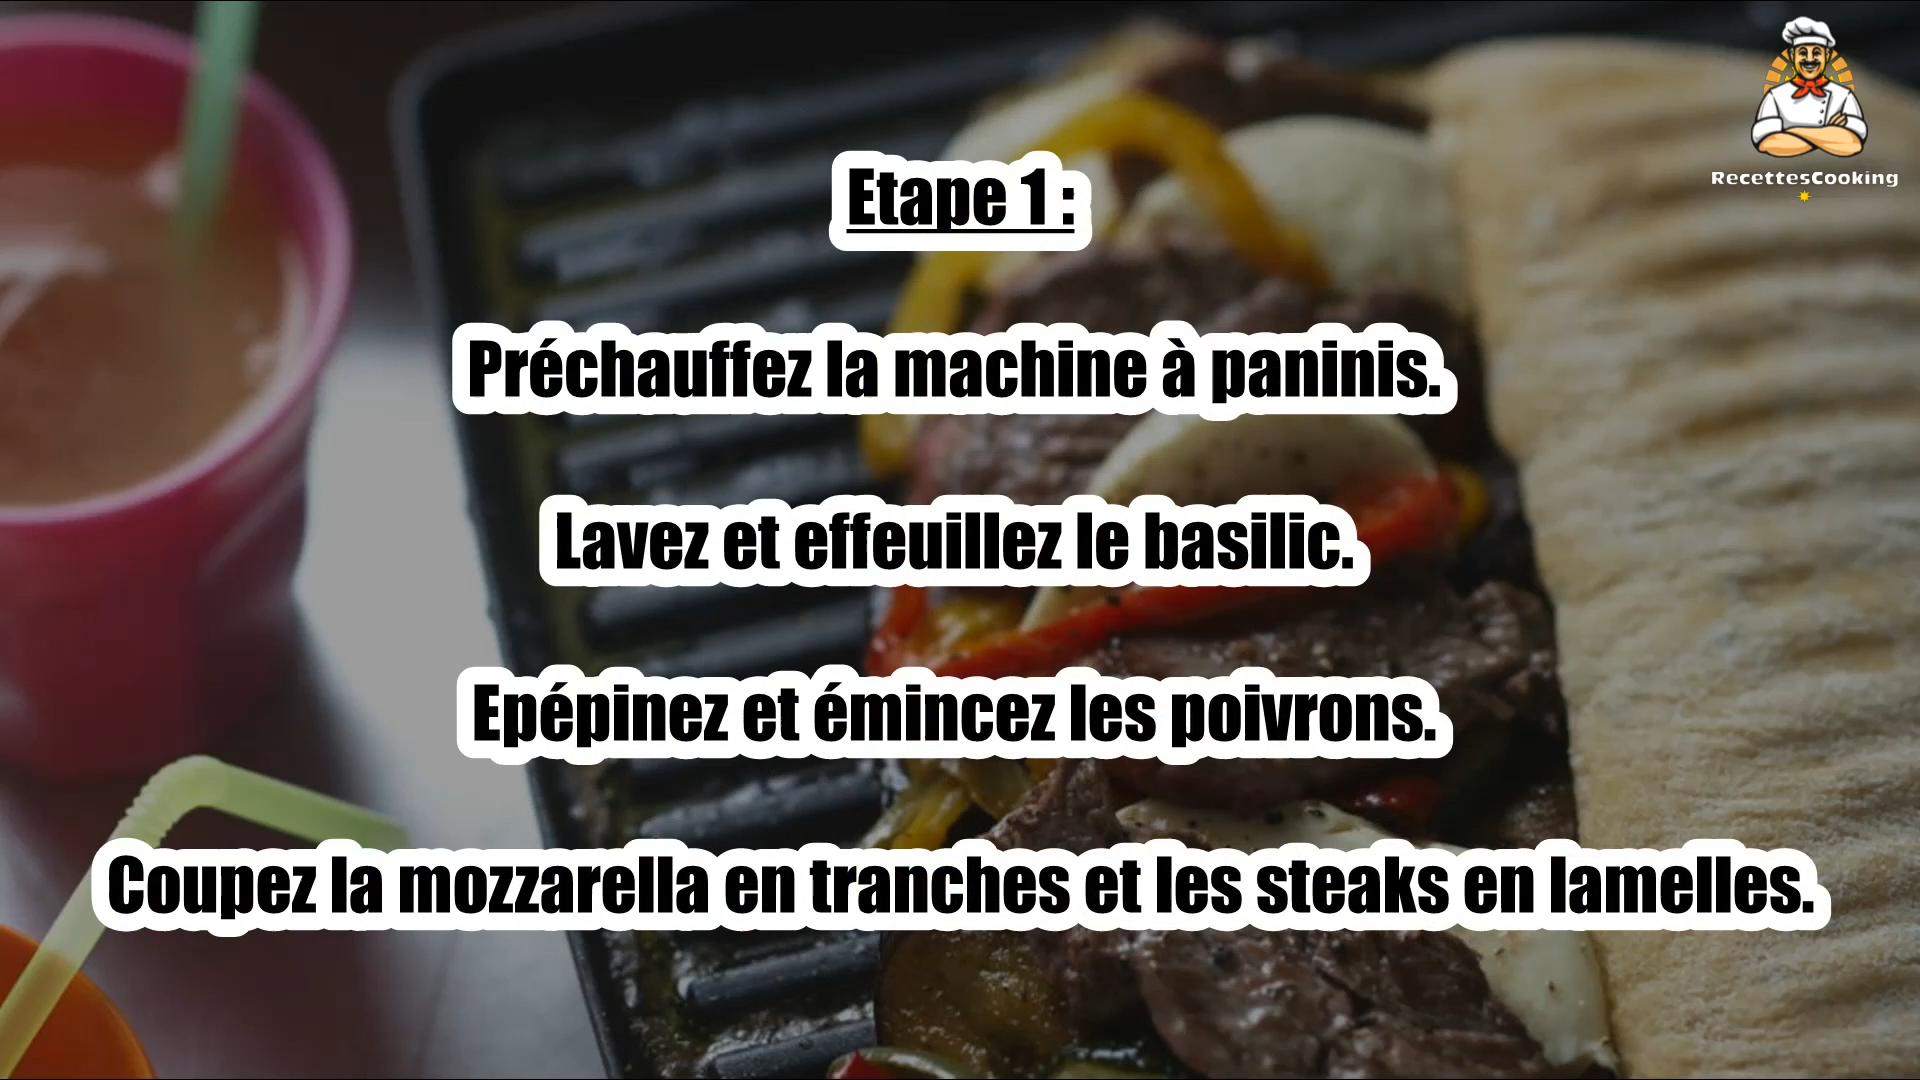 RecettesCooking
Etape 1 :
Préchauffez la machine à paninis.
Lavez et effeuillez le basilic.
Epépinez et émincez les poivrons.
Coupez la mozzarella en tranches et les steaks en lamelles.